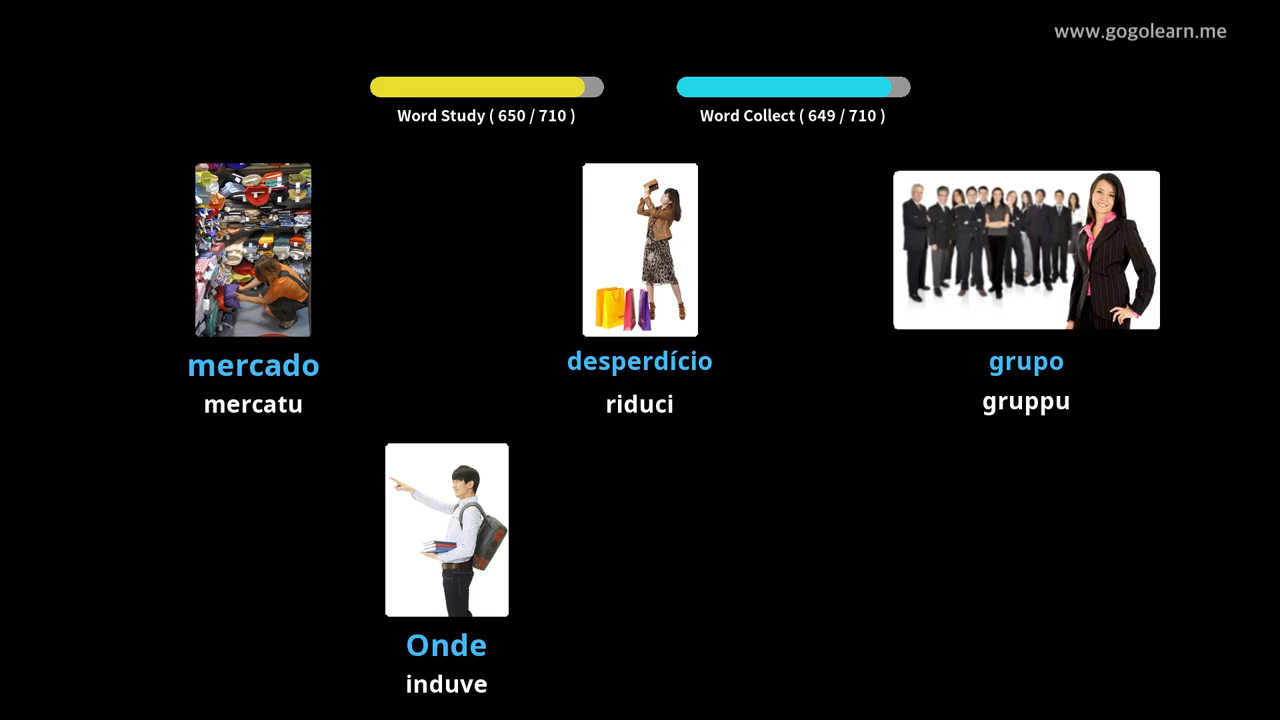 www.gogolearn.me
Word Study ( 650 / 710 )
Word Collect ( 649 / 710 )
mercado
mercatu
desperdício
riduci
grupo
gruppu
Onde
induve